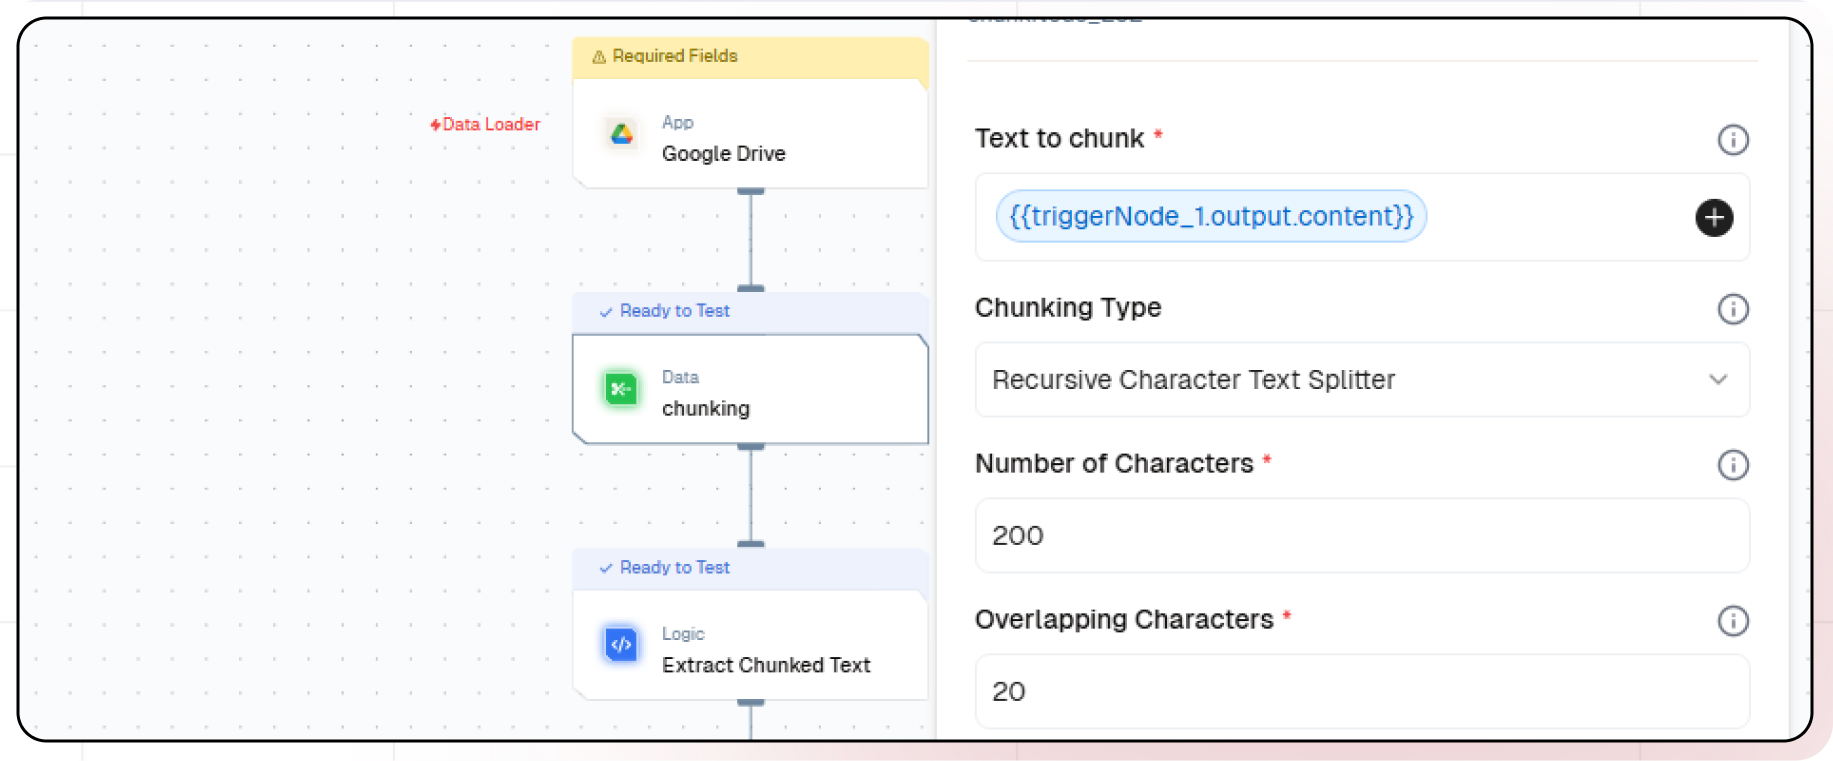 Required Fields
Data Loader
App
Google Drive
Ready to Test
Data
chunking
Ready to Test
Logic
Extract Chunked Text
Text to chunk *
{{triggerNode_1.output.content}}
Chunking Type
Recursive Character Text Splitter
Number of Characters *
200
Overlapping Characters *
20